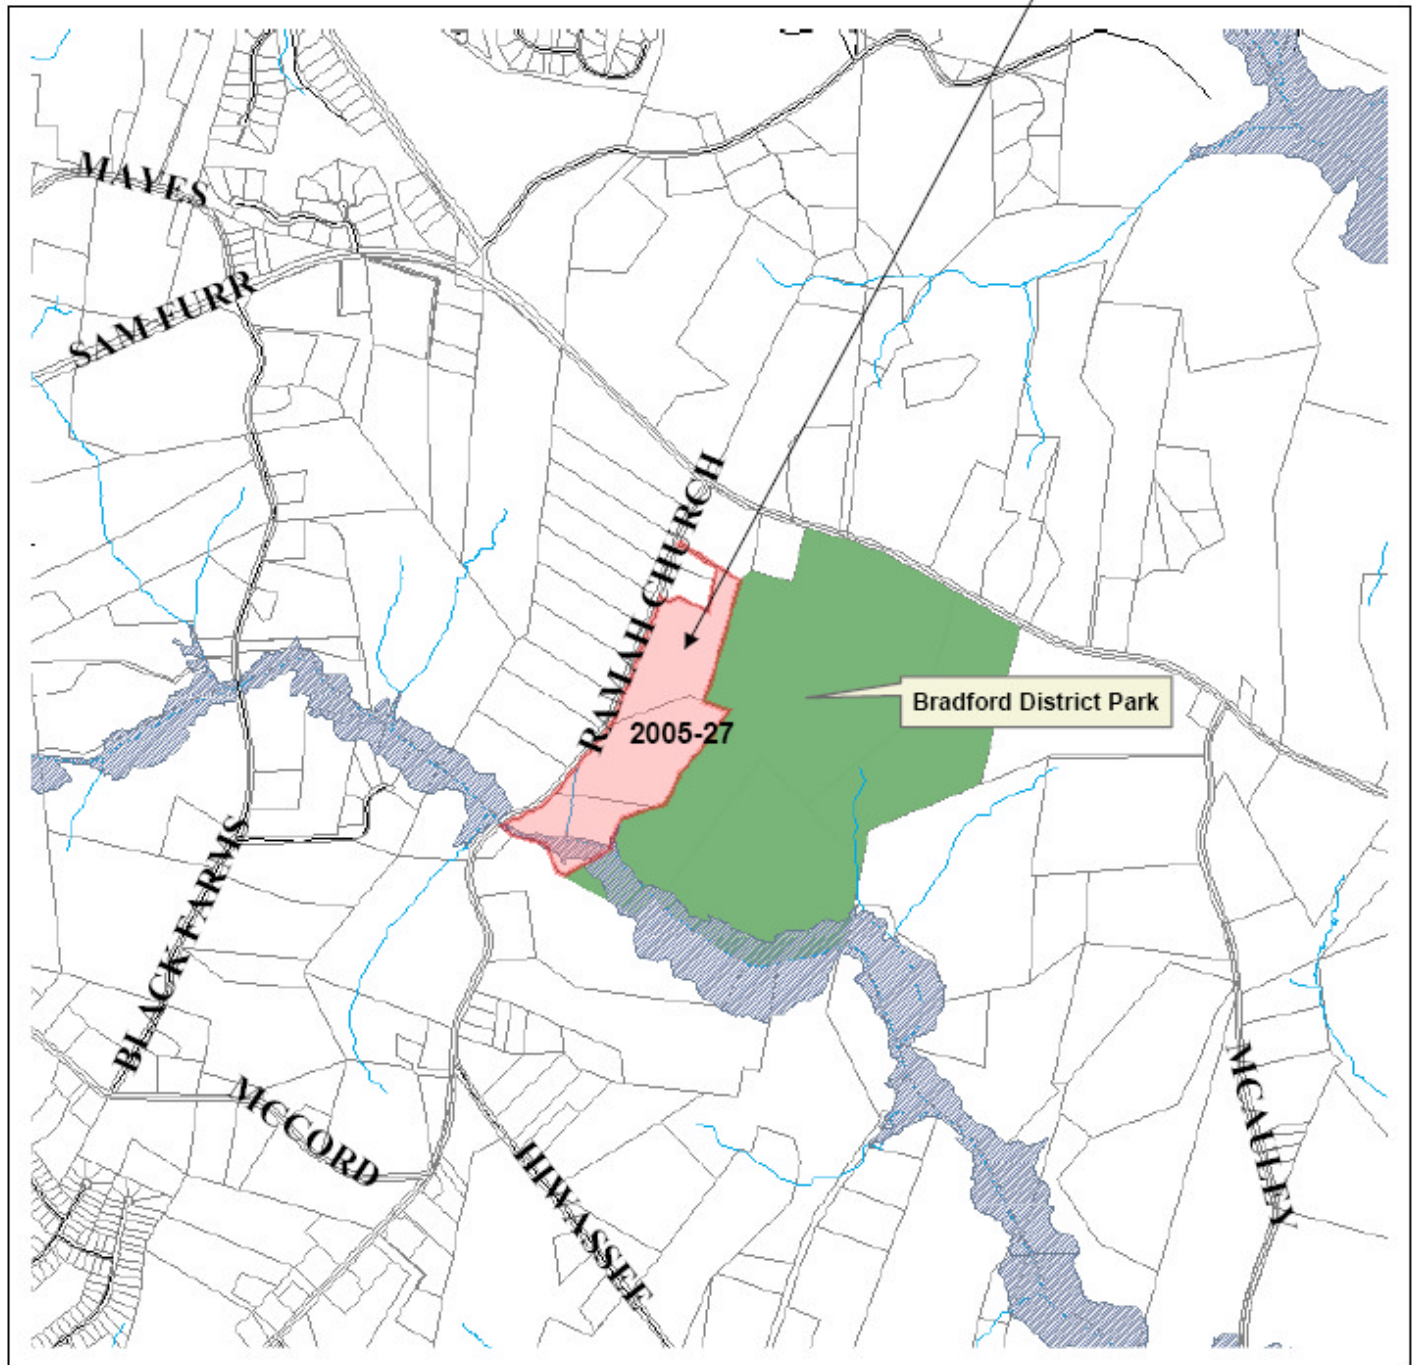 MAYES
SAM FURR
RAMAH CHURCH
Bradford District Park
2005-27
BLACK FARMS
MCCORD
HIWASSEE
MCAULEY